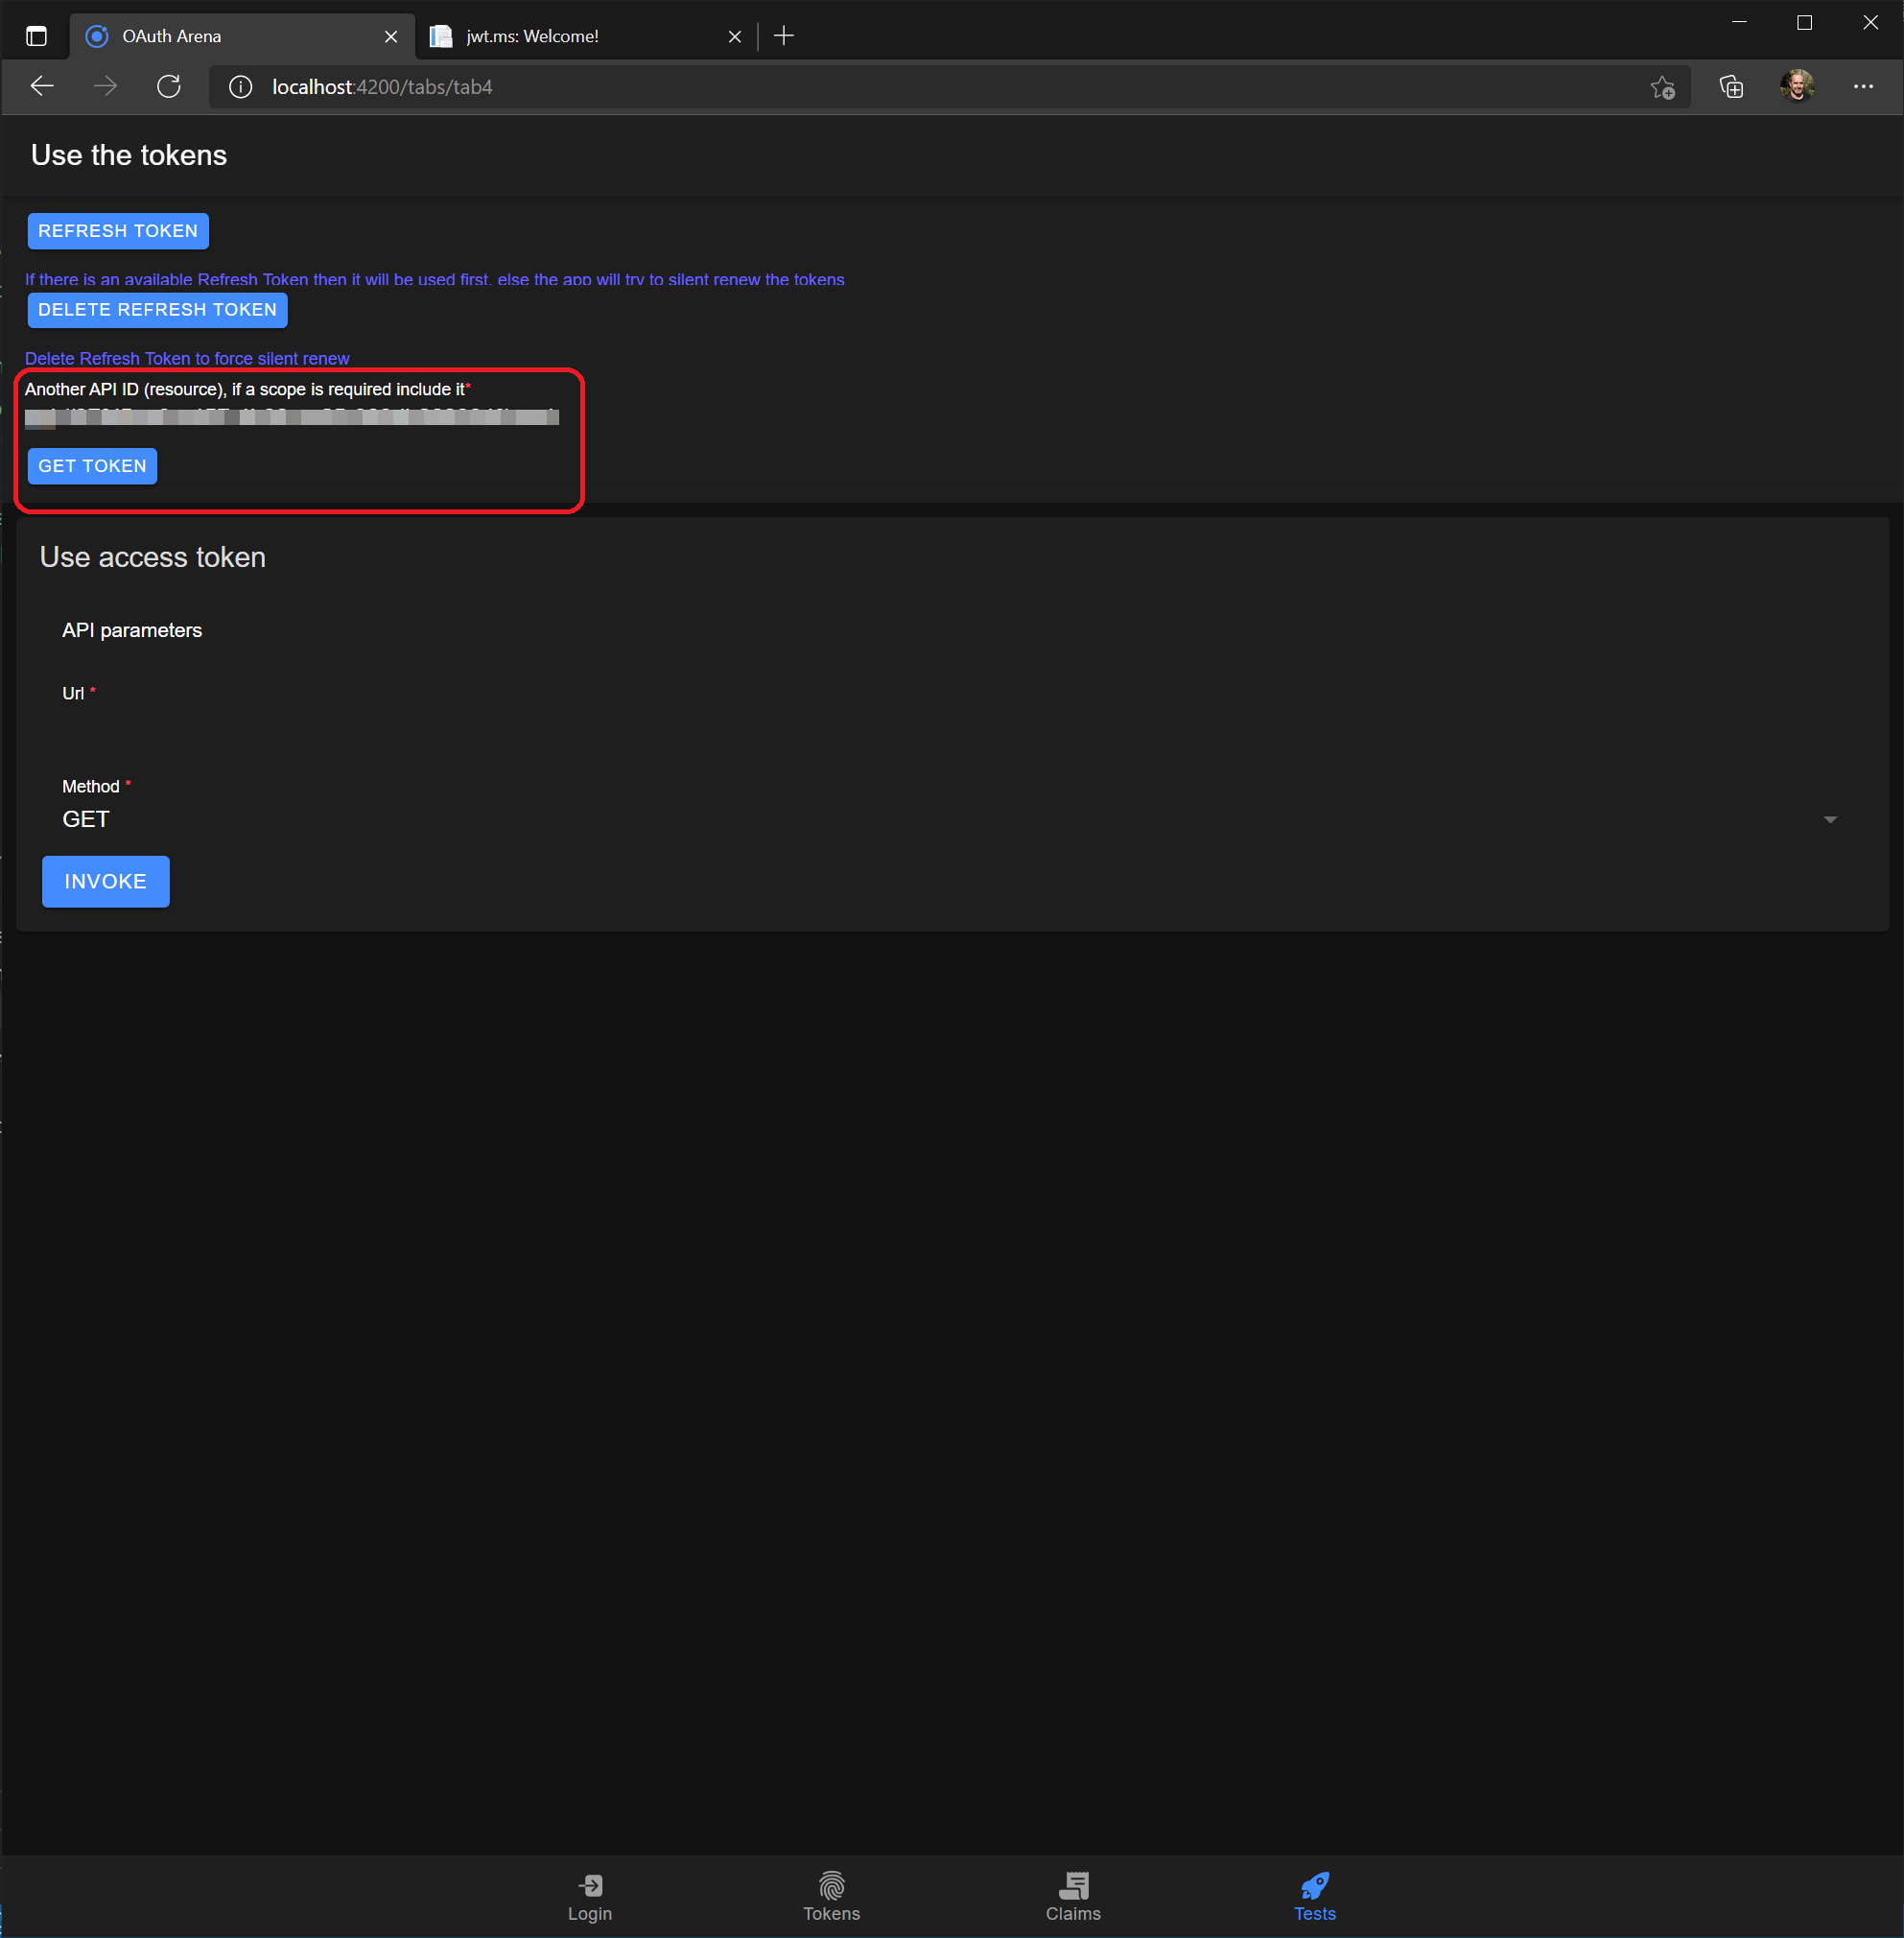 OAuth Arena
jwt.ms: Welcome!
localhost:4200/tabs/tab4
Use the tokens
REFRESH TOKEN
If there is an available Refresh Token then it will be used first, else the app will try to silent renew the tokens
DELETE REFRESH TOKEN
Delete Refresh Token to force silent renew
Another API ID (resource), if a scope is required include it*
GET TOKEN
Use access token
API parameters
Url *
Method *
GET
INVOKE
Login
Tokens
Claims
Tests